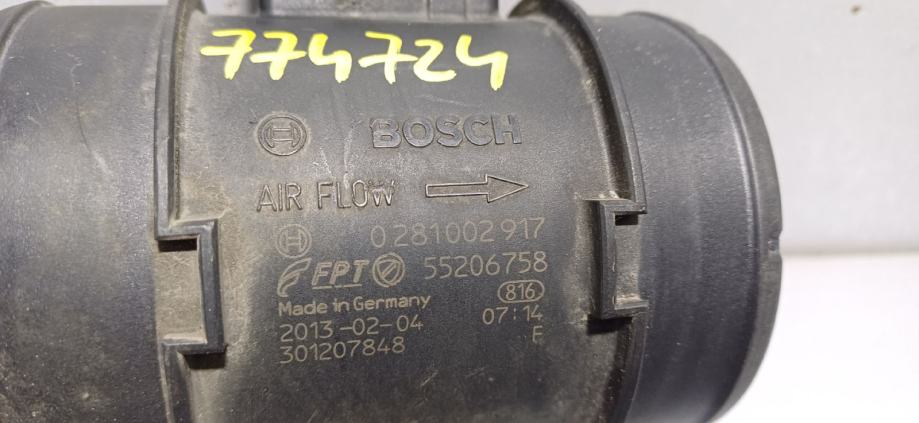 774724
BOSCH
AIR FLOW
0 281 002 917
FPT 55206758
Made in Germany 816
2013-02-04 07:14
301207848 E